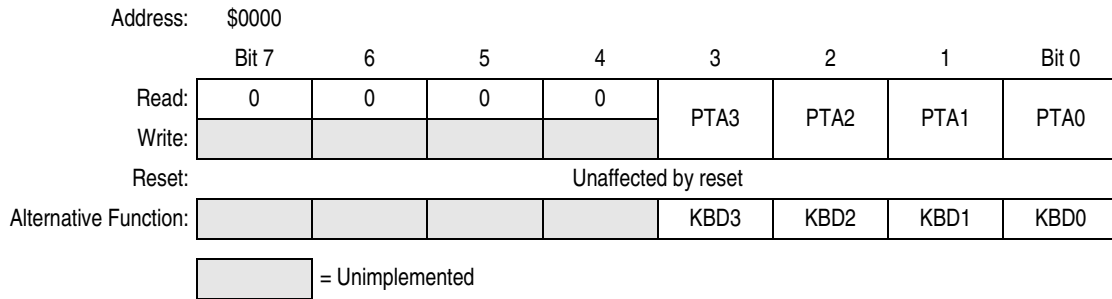 Address: $0000
Bit 7 6 5 4 3 2 1 Bit 0
Read: 0 0 0 0 PTA3 PTA2 PTA1 PTA0
Write:
Reset: Unaffected by reset
Alternative Function: KBD3 KBD2 KBD1 KBD0
= Unimplemented